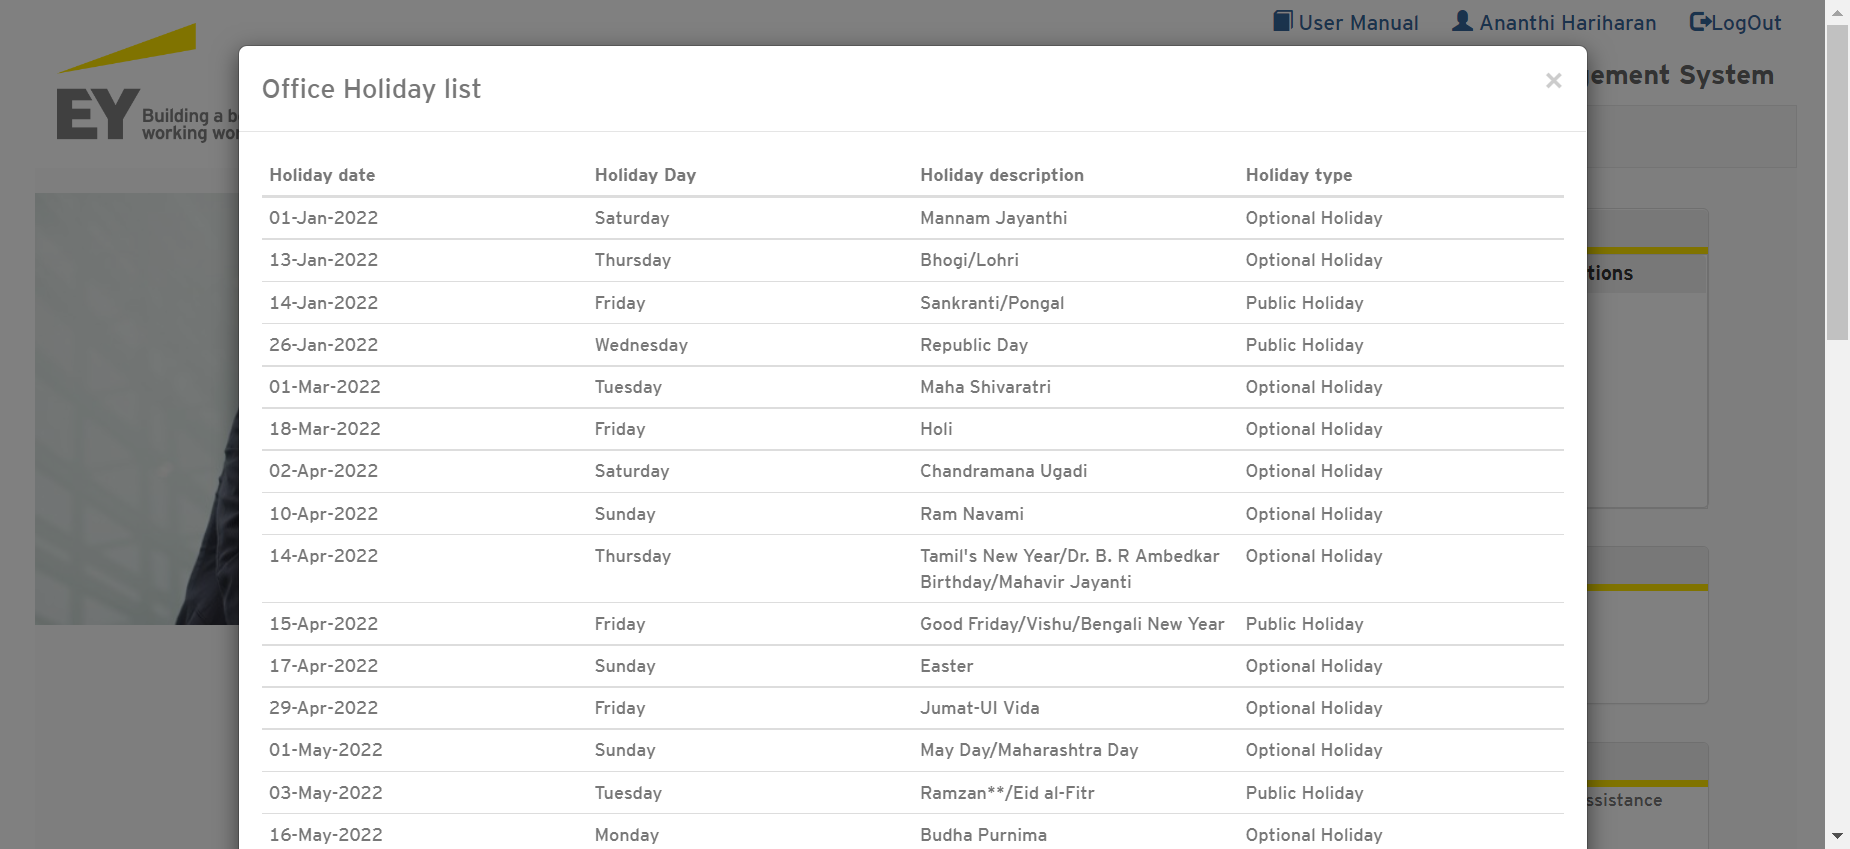 User Manual
Ananthi Hariharan
LogOut
EY
Building a b
working wor
ement System
Office Holiday list
×
Holiday date Holiday Day Holiday description Holiday type
01-Jan-2022 Saturday Mannam Jayanthi Optional Holiday
13-Jan-2022 Thursday Bhogi/Lohri Optional Holiday
14-Jan-2022 Friday Sankranti/Pongal Public Holiday
26-Jan-2022 Wednesday Republic Day Public Holiday
01-Mar-2022 Tuesday Maha Shivaratri Optional Holiday
18-Mar-2022 Friday Holi Optional Holiday
02-Apr-2022 Saturday Chandramana Ugadi Optional Holiday
10-Apr-2022 Sunday Ram Navami Optional Holiday
14-Apr-2022 Thursday Tamil's New Year/Dr. B. R Ambedkar Optional Holiday
Birthday/Mahavir Jayanti
15-Apr-2022 Friday Good Friday/Vishu/Bengali New Year Public Holiday
17-Apr-2022 Sunday Easter Optional Holiday
29-Apr-2022 Friday Jumat-Ul Vida Optional Holiday
01-May-2022 Sunday May Day/Maharashtra Day Optional Holiday
03-May-2022 Tuesday Ramzan**/Eid al-Fitr Public Holiday
16-May-2022 Monday Budha Purnima Optional Holiday
tions
ssistance